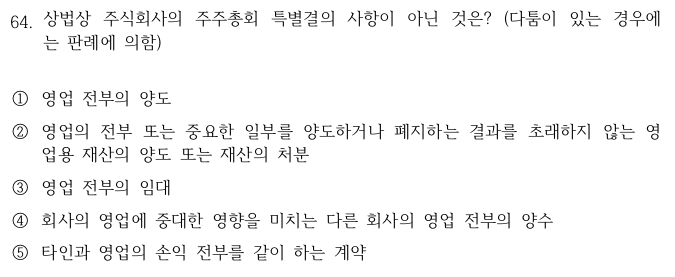 64. 상법상 주식회사의 주주총회 특별결의 사항이 아닌 것은? (다툼이 있는 경우에
는 판례에 의함)
① 영업 전부의 양도
② 영업의 전부 또는 중요한 일부를 양도하거나 폐지하는 결과를 초래하지 않는 영
업용 재산의 양도 또는 재산의 처분
③ 영업 전부의 임대
④ 회사의 영업에 중대한 영향을 미치는 다른 회사의 영업 전부의 양수
⑤ 타인과 영업의 손익 전부를 같이 하는 계약